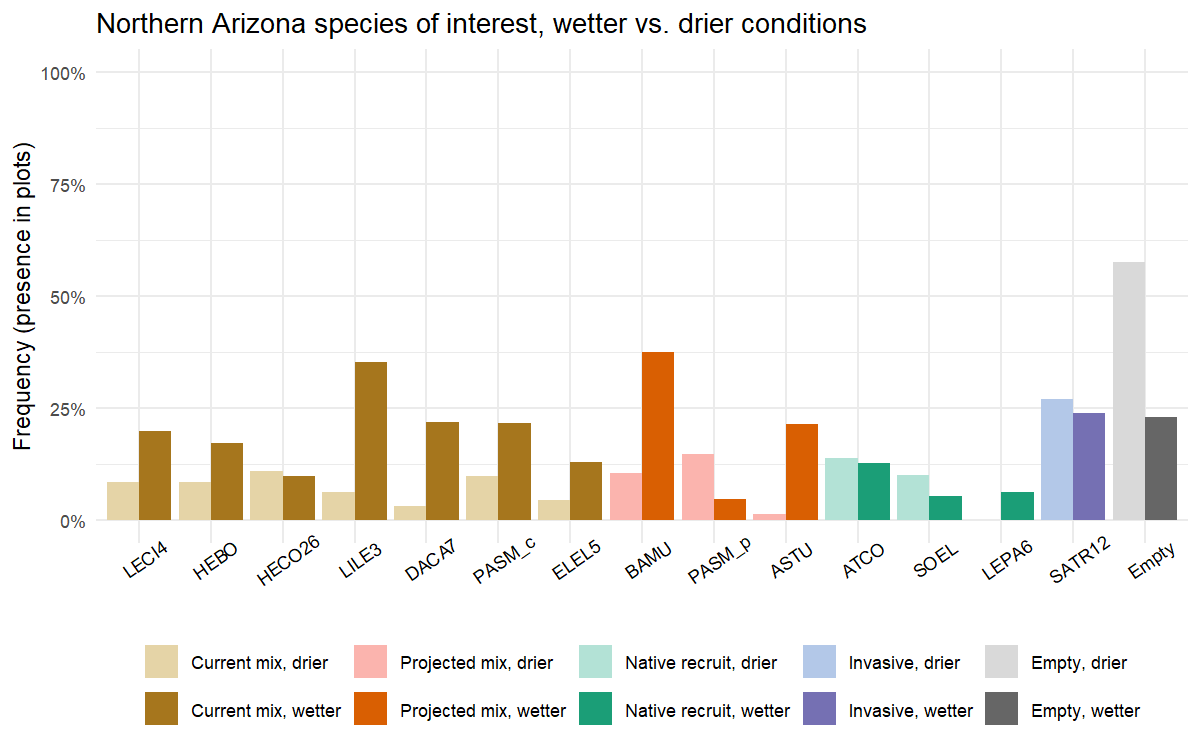 Northern Arizona species of interest, wetter vs. drier conditions
Frequency (presence in plots)
100%
75%
50%
25%
0%
LECI4
HEBO
HECO26
LILE3
DACA7
PASM_c
ELEL5
BAMU
PASM_p
ASTU
ATCO
SOEL
LEPA6
SATR12
Empty
Current mix, drier
Projected mix, drier
Native recruit, drier
Invasive, drier
Empty, drier
Current mix, wetter
Projected mix, wetter
Native recruit, wetter
Invasive, wetter
Empty, wetter